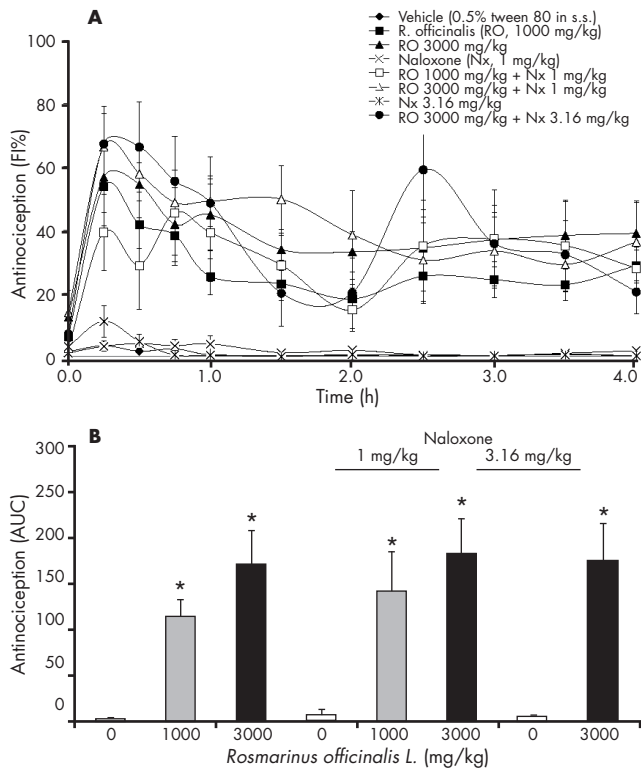 A
Vehicle (0.5% tween 80 in s.s.)
R. officinalis (RO, 1000 mg/kg)
RO 3000 mg/kg
Naloxone (Nx, 1 mg/kg)
RO 1000 mg/kg + Nx 1 mg/kg
RO 3000 mg/kg + Nx 1 mg/kg
Nx 3.16 mg/kg
RO 3000 mg/kg + Nx 3.16 mg/kg
Antinociception (FI%)
100
80
60
40
20
0
0.0 1.0 2.0 3.0 4.0
Time (h)
B
Naloxone
1 mg/kg 3.16 mg/kg
Antinociception (AUC)
300
250
200
150
100
50
0
* * * * *
0 1000 3000 0 1000 3000 0 3000
Rosmarinus officinalis L. (mg/kg)